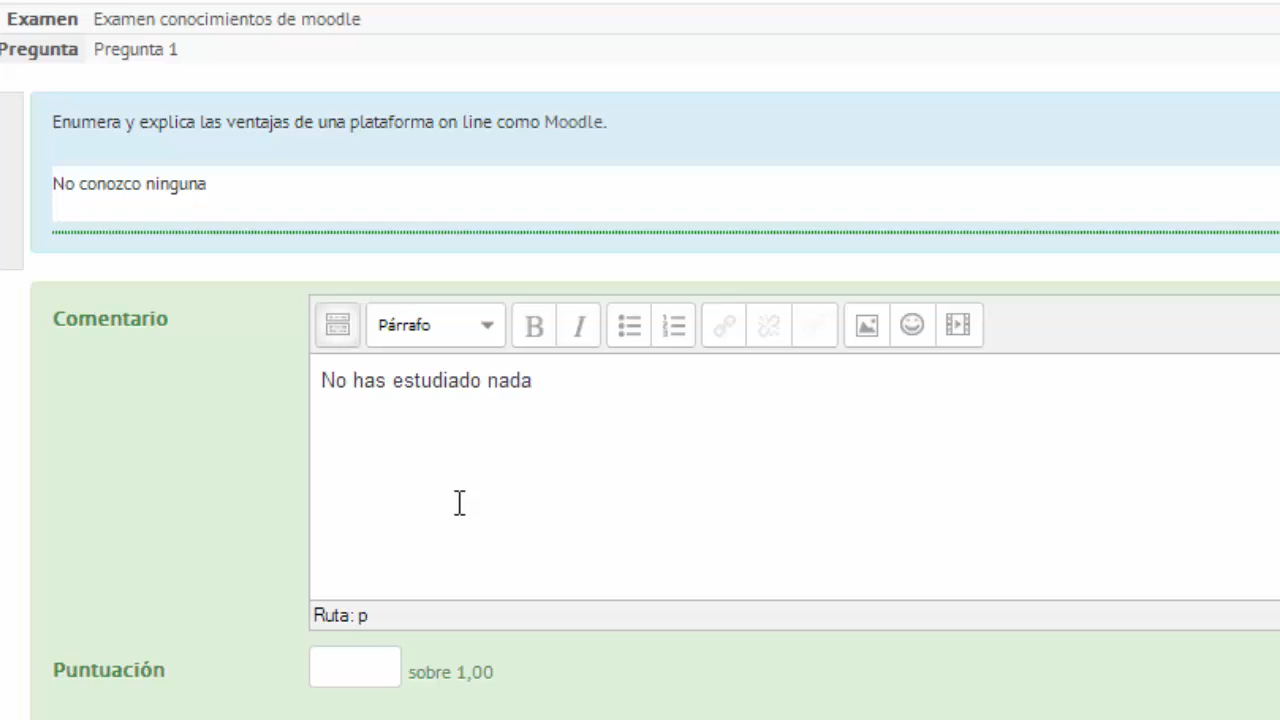 Examen Examen conocimientos de moodle
Pregunta Pregunta 1
Enumera y explica las ventajas de una plataforma on line como Moodle.
No conozco ninguna
Comentario
Párrafo B I
No has estudiado nada
Ruta: p
Puntuación sobre 1,00